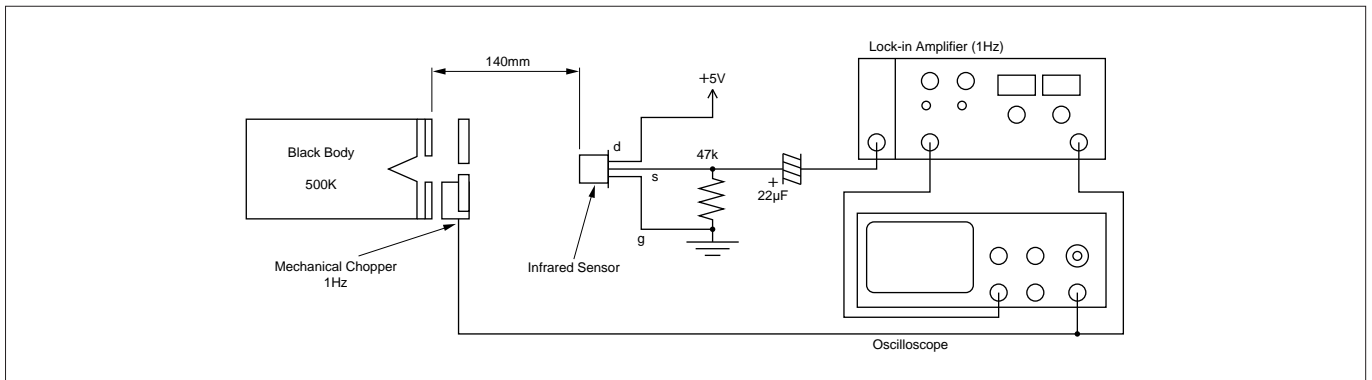 Lock-in Amplifier (1Hz)
140mm
+5V
Black Body
500K
d
s
g
47k
+
22μF
Mechanical Chopper
1Hz
Infrared Sensor
Oscilloscope